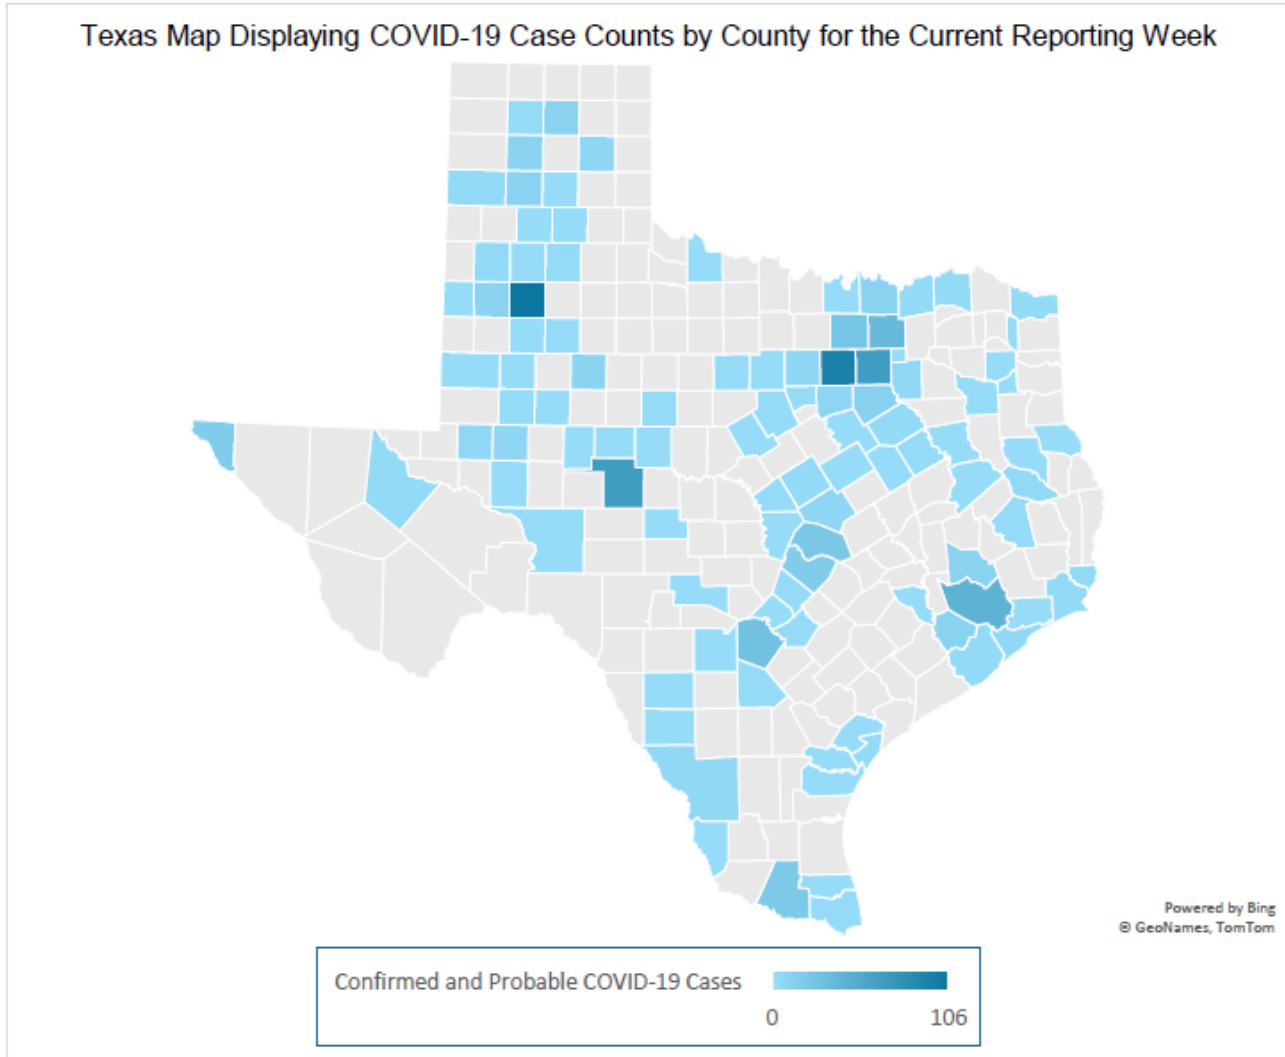 Texas Map Displaying COVID-19 Case Counts by County for the Current Reporting Week
Powered by Bing
© GeoNames, TomTom
Confirmed and Probable COVID-19 Cases
0
106